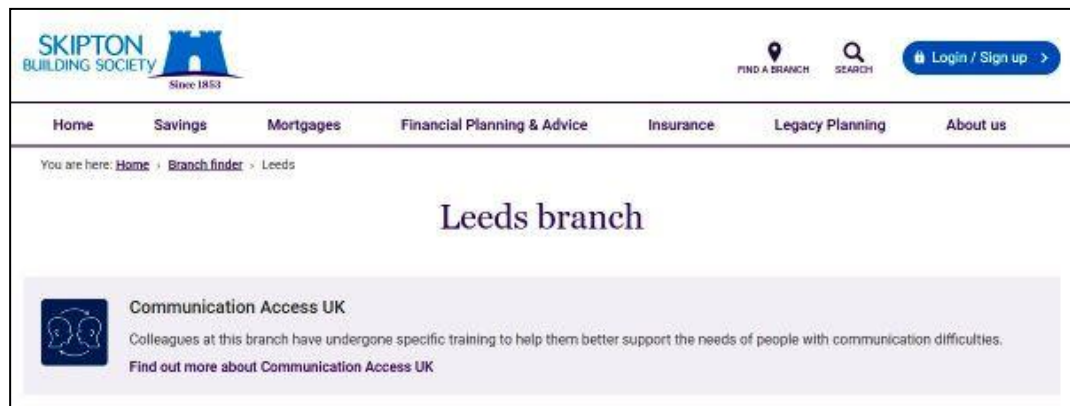 SKIPTON
BUILDING SOCIETY
Since 1853
FIND A BRANCH
SEARCH
Login / Sign up
Home Savings Mortgages Financial Planning & Advice Insurance Legacy Planning About us
You are here: Home › Branch finder › Leeds
Leeds branch
Communication Access UK
Colleagues at this branch have undergone specific training to help them better support the needs of people with communication difficulties.
Find out more about Communication Access UK